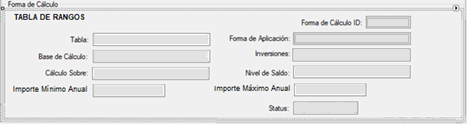 Forma de Cálculo
TABLA DE RANGOS
Forma de Cálculo ID:
Tabla:
Forma de Aplicación:
Base de Cálculo:
Inversiones:
Cálculo Sobre:
Nivel de Saldo:
Importe Mínimo Anual
Importe Máximo Anual
Status: